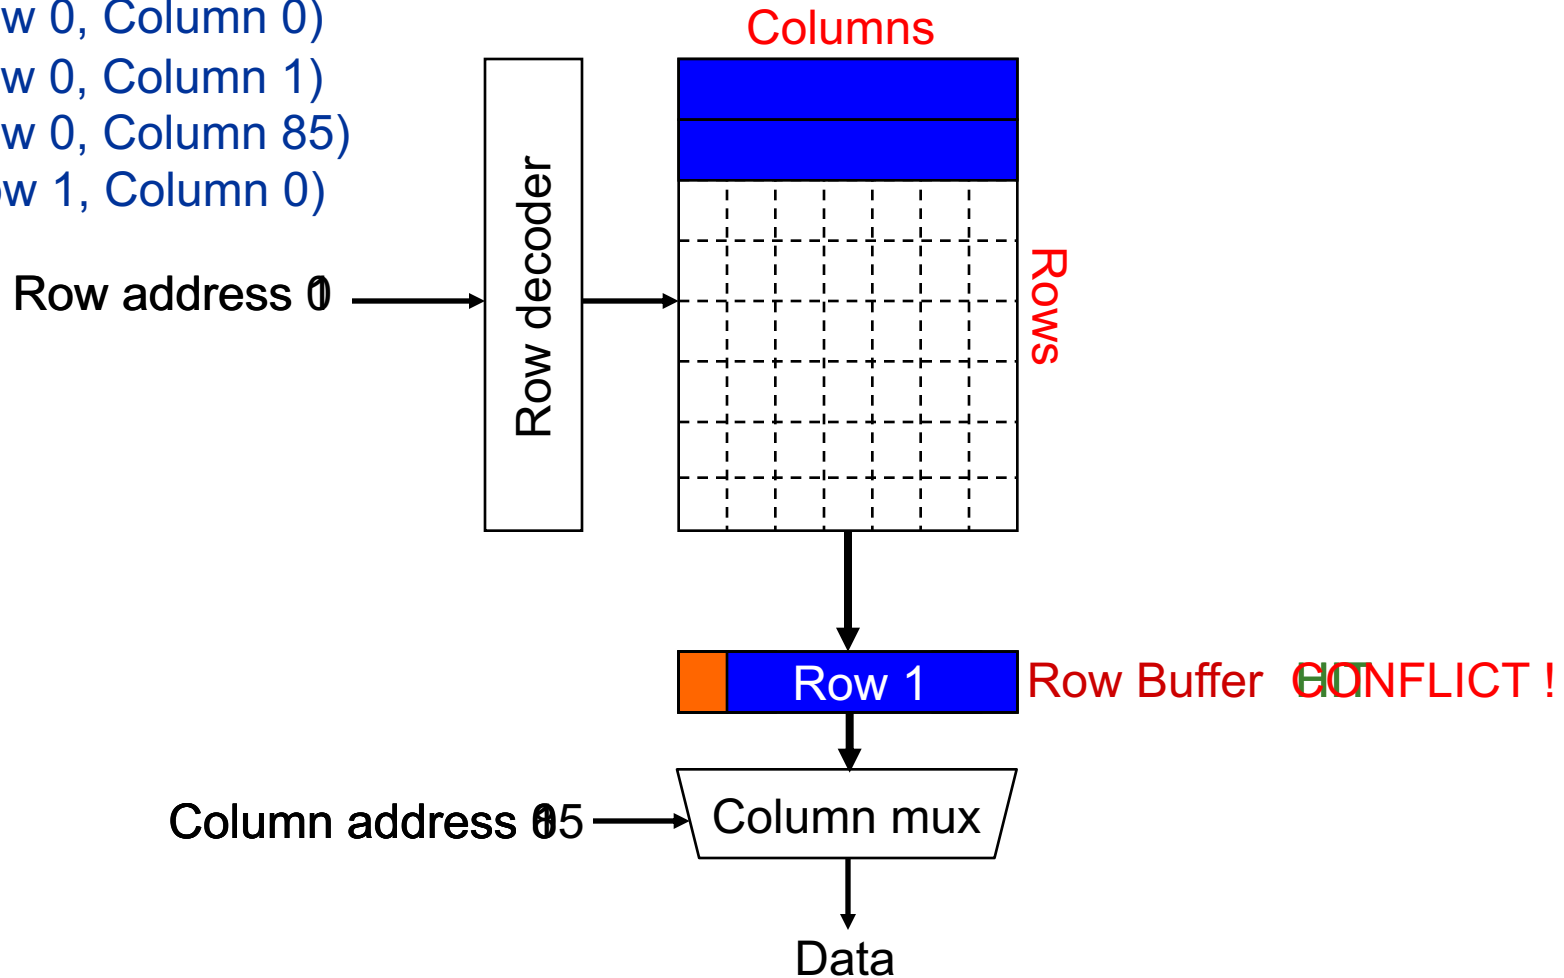 w 0, Column 0)
w 0, Column 1)
w 0, Column 85)
w 1, Column 0)
Columns
Row decoder
Rows
Row address
Row 1
Row Buffer CONFLICT !
Column address
Column mux
Data